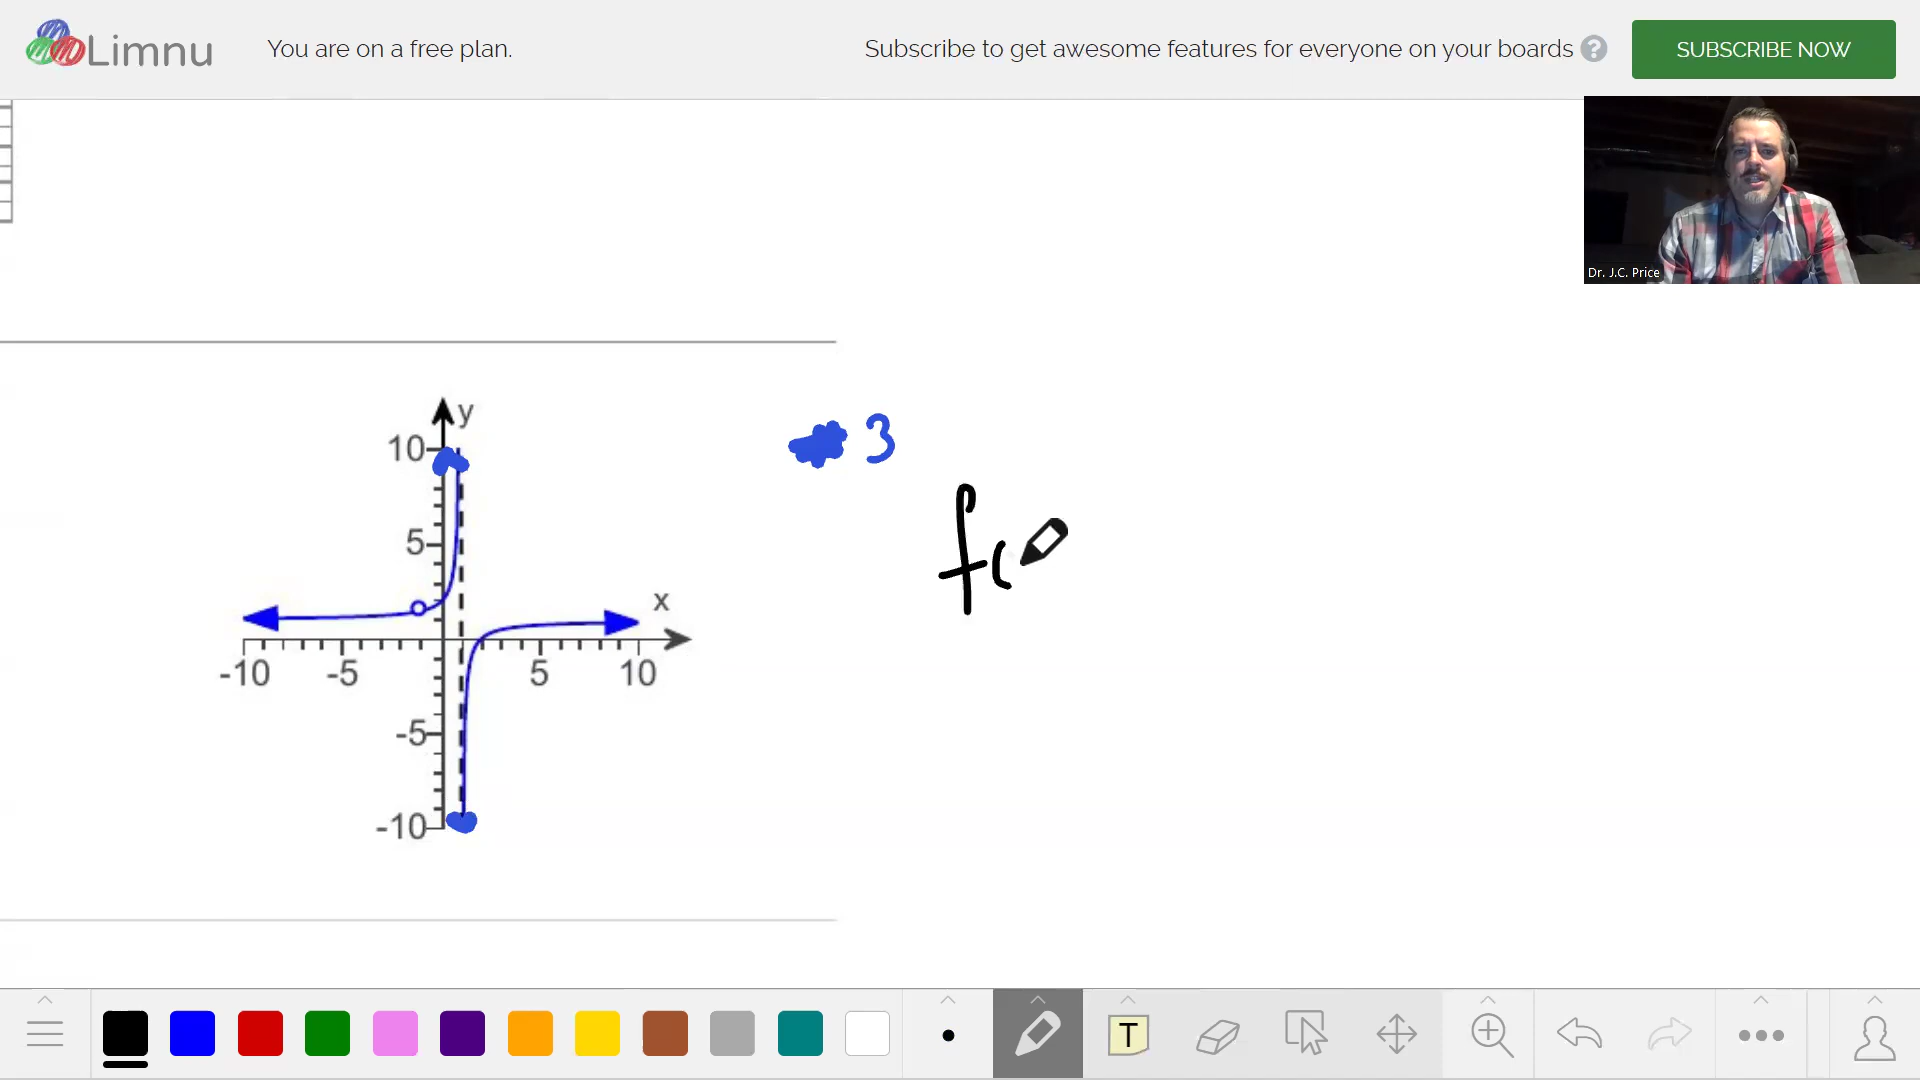 Limnu You are on a free plan. Subscribe to get awesome features for everyone on your boards ? SUBSCRIBE NOW
Dr. J.C. Price
y
10
3
5
f(
x
-10 -5 5 10
-5
-10
T